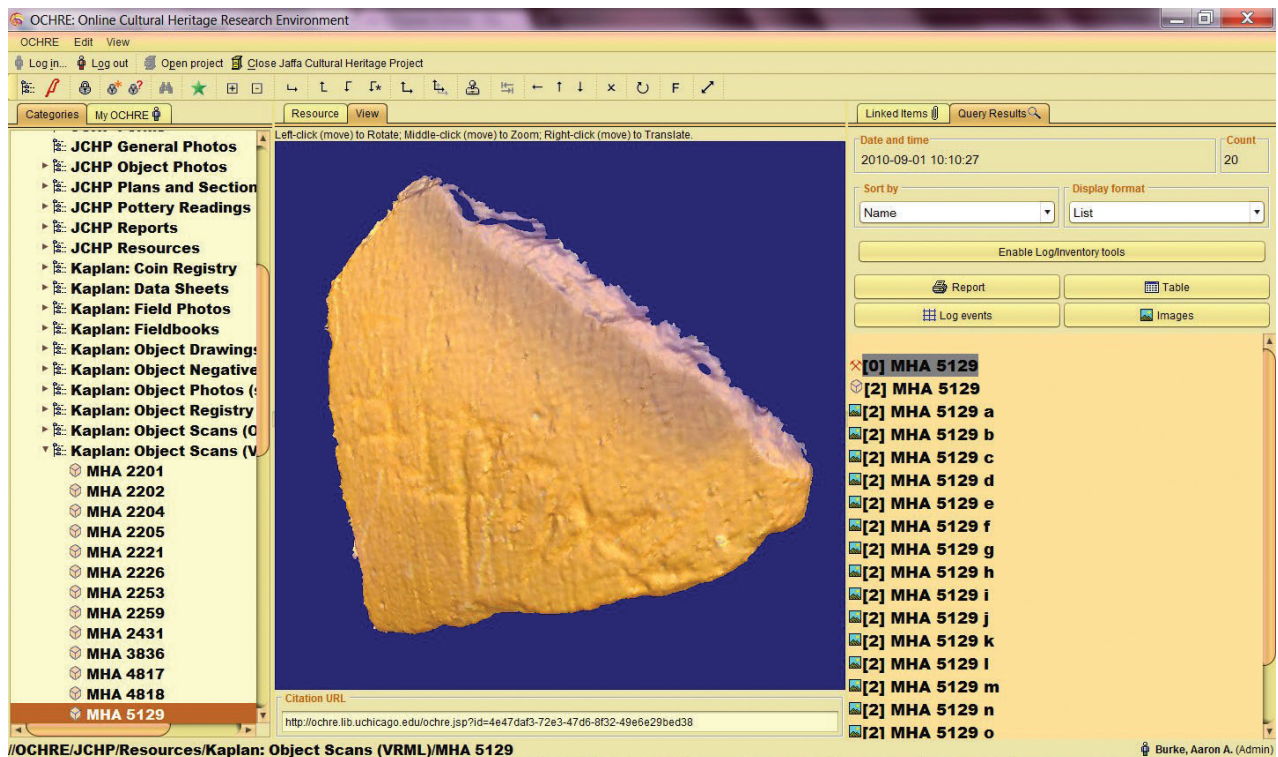 OCHRE: Online Cultural Heritage Research Environment
OCHRE Edit View
Log in... Log out Open project Close Jaffa Cultural Heritage Project
F
Categories My OCHRE
JCHP General Photos
JCHP Object Photos
JCHP Plans and Section
JCHP Pottery Readings
JCHP Reports
JCHP Resources
Kaplan: Coin Registry
Kaplan: Data Sheets
Kaplan: Field Photos
Kaplan: Fieldbooks
Kaplan: Object Drawings
Kaplan: Object Negative
Kaplan: Object Photos (
Kaplan: Object Registry
Kaplan: Object Scans (O
Kaplan: Object Scans (V
MHA 2201
MHA 2202
MHA 2204
MHA 2205
MHA 2221
MHA 2226
MHA 2253
MHA 2259
MHA 2431
MHA 3836
MHA 4817
MHA 4818
MHA 5129
Resource View
Left-click (move) to Rotate; Middle-click (move) to Zoom; Right-click (move) to Translate.
Citation URL
http://ochre.lib.uchicago.edu/ochre.jsp?id=4e47daf3-72e3-47d6-8f32-49e6e29bed38
Linked Items Query Results
Date and time Count
2010-09-01 10:10:27 20
Sort by Display format
Name List
Enable Log/Inventory tools
Report Table
Log events Images
[0] MHA 5129
[2] MHA 5129
[2] MHA 5129 a
[2] MHA 5129 b
[2] MHA 5129 c
[2] MHA 5129 d
[2] MHA 5129 e
[2] MHA 5129 f
[2] MHA 5129 g
[2] MHA 5129 h
[2] MHA 5129 i
[2] MHA 5129 j
[2] MHA 5129 k
[2] MHA 5129 l
[2] MHA 5129 m
[2] MHA 5129 n
[2] MHA 5129 o
//OCHRE/JCHP/Resources/Kaplan: Object Scans (VRML)/MHA 5129
Burke, Aaron A. (Admin)